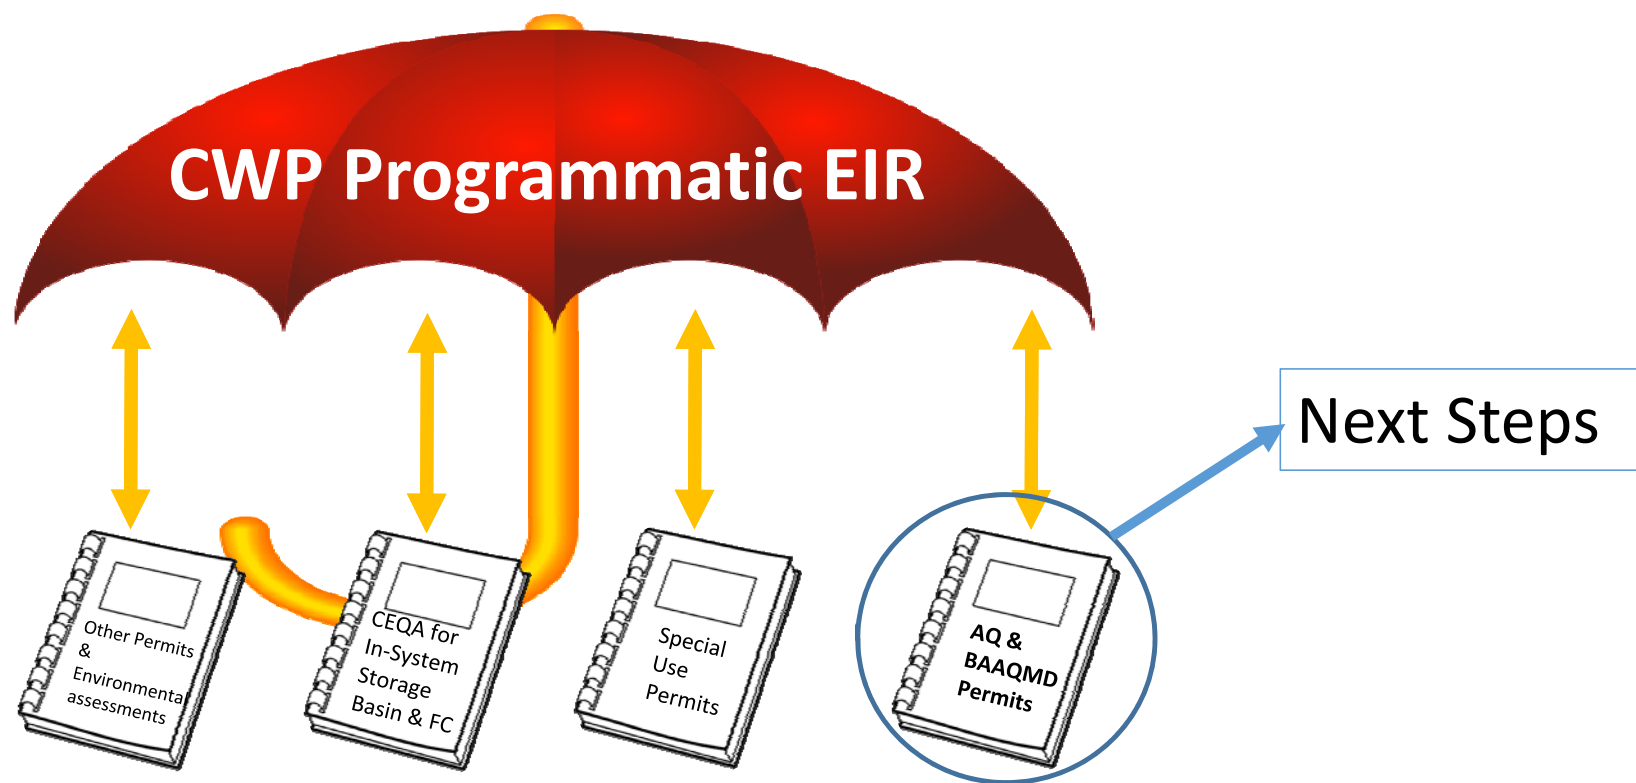 CWP Programmatic EIR
Next Steps
Other Permits
&
Environmental
assessments
CEQA for
In-System
Storage
Basin & FC
Special
Use
Permits
AQ &
BAAQMD
Permits